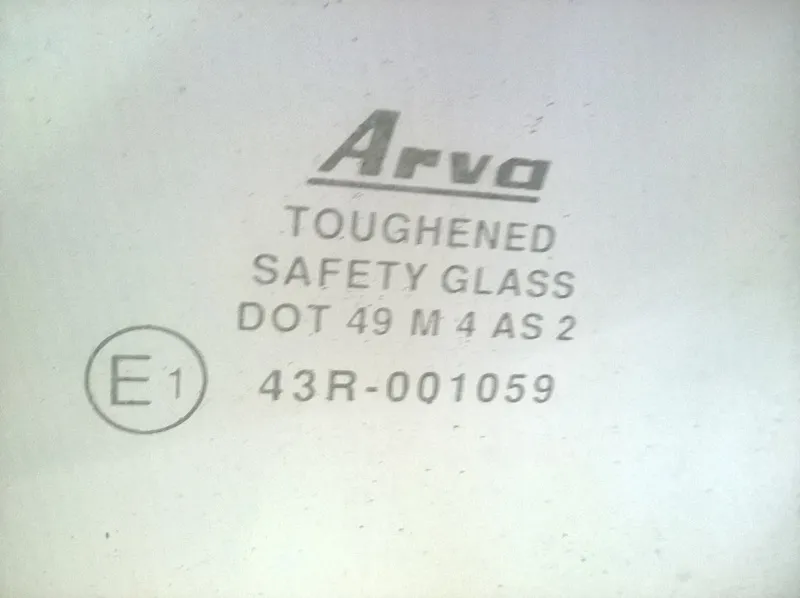 Arva
TOUGHENED
SAFETY GLASS
DOT 49 M 4 AS 2
E1 43R-001059